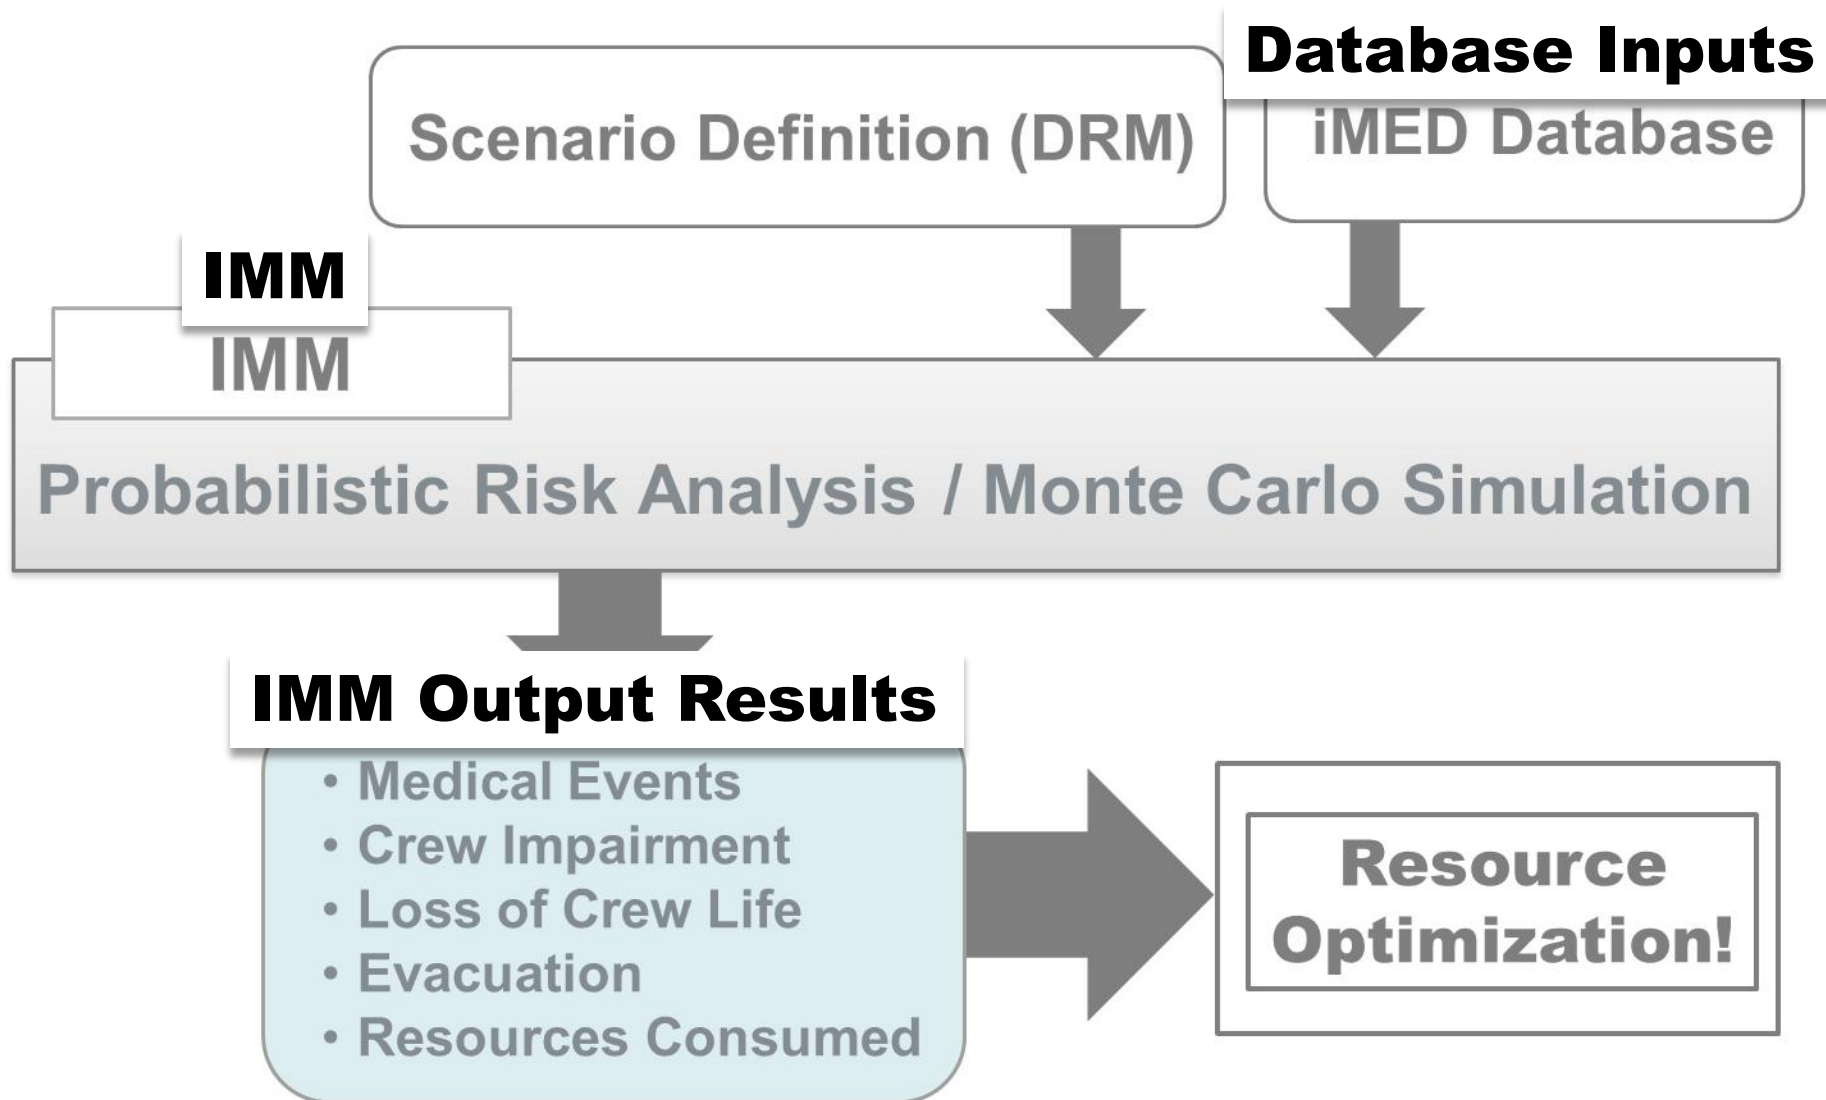 Database Inputs
Scenario Definition (DRM)
iMED Database
IMM
IMM
Probabilistic Risk Analysis / Monte Carlo Simulation
IMM Output Results
• Medical Events
• Crew Impairment
• Loss of Crew Life
• Evacuation
• Resources Consumed
Resource
Optimization!